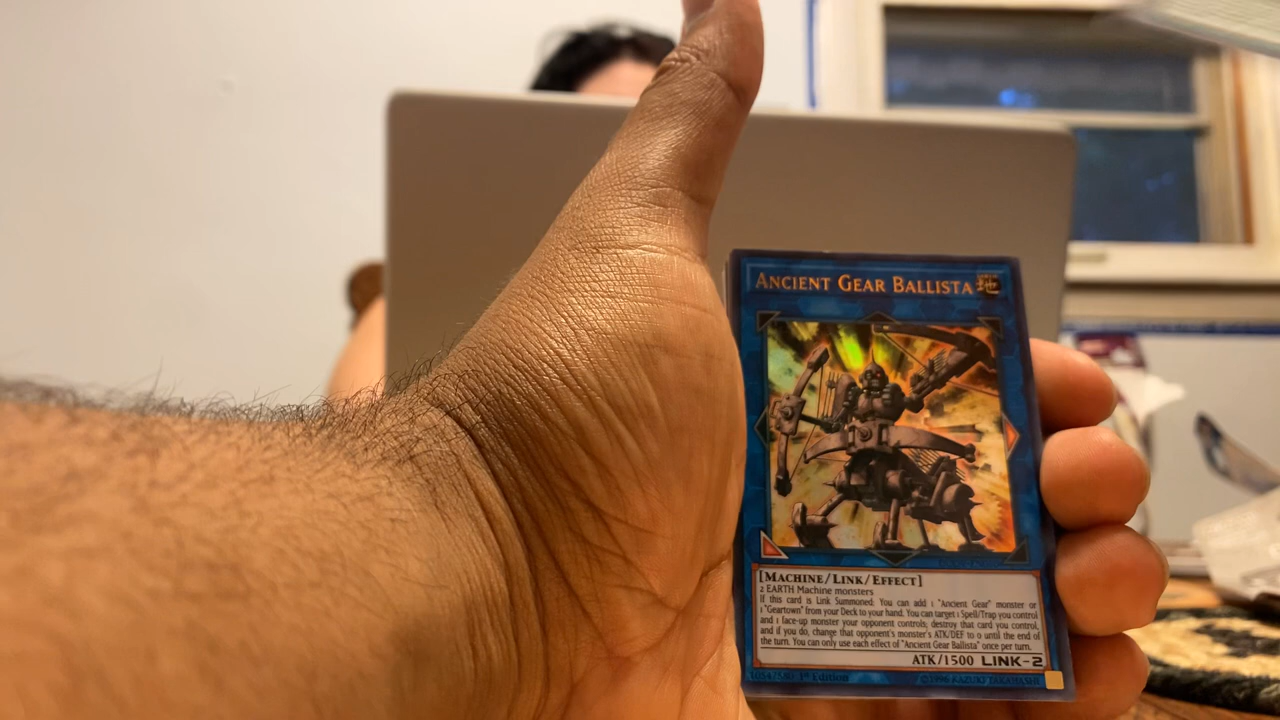 ANCIENT GEAR BALLISTA 地
[MACHINE/LINK/EFFECT]
2 EARTH Machine monsters
If this card is Link Summoned: You can add 1 "Ancient Gear" monster or
1 "Geartown" from your Deck to your hand. You can target 1 Spell/Trap you control
and 1 face-up monster your opponent controls; destroy that card you control,
and if you do, change that opponent's monster's ATK/DEF to 0 until the end of
the turn. You can only use each effect of "Ancient Gear Ballista" once per turn.
ATK/1500 LINK-2
1st Edition ©1996 KAZUKI TAKAHASHI